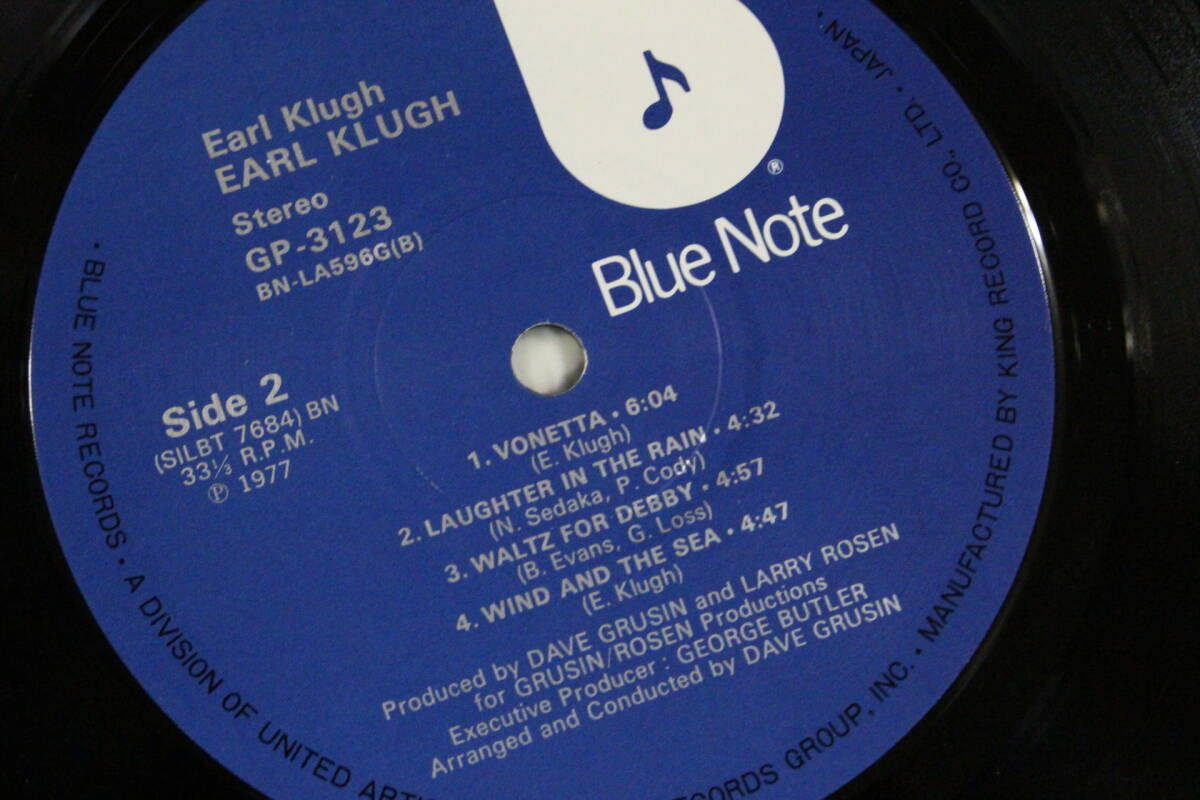 Earl Klugh
EARL KLUGH
Stereo
GP-3123
BN-LA596G(B)
®
Blue Note
Side 2
(SILBT 7684) BN
33⅓ R.P.M.
℗ 1977
1. VONETTA • 6:04
(E. Klugh)
2. LAUGHTER IN THE RAIN • 4:32
(N. Sedaka, P. Cody)
3. WALTZ FOR DEBBY • 4:57
(B. Evans, G. Loss)
4. WIND AND THE SEA • 4:47
(E. Klugh)
Produced by DAVE GRUSIN and LARRY ROSEN
for GRUSIN/ROSEN Productions
Executive Producer : GEORGE BUTLER
Arranged and Conducted by DAVE GRUSIN
• BLUE NOTE RECORDS • A DIVISION OF UNITED GROUP, INC. • MANUFACTURED BY KING RECORD CO., LTD. • JAPAN •